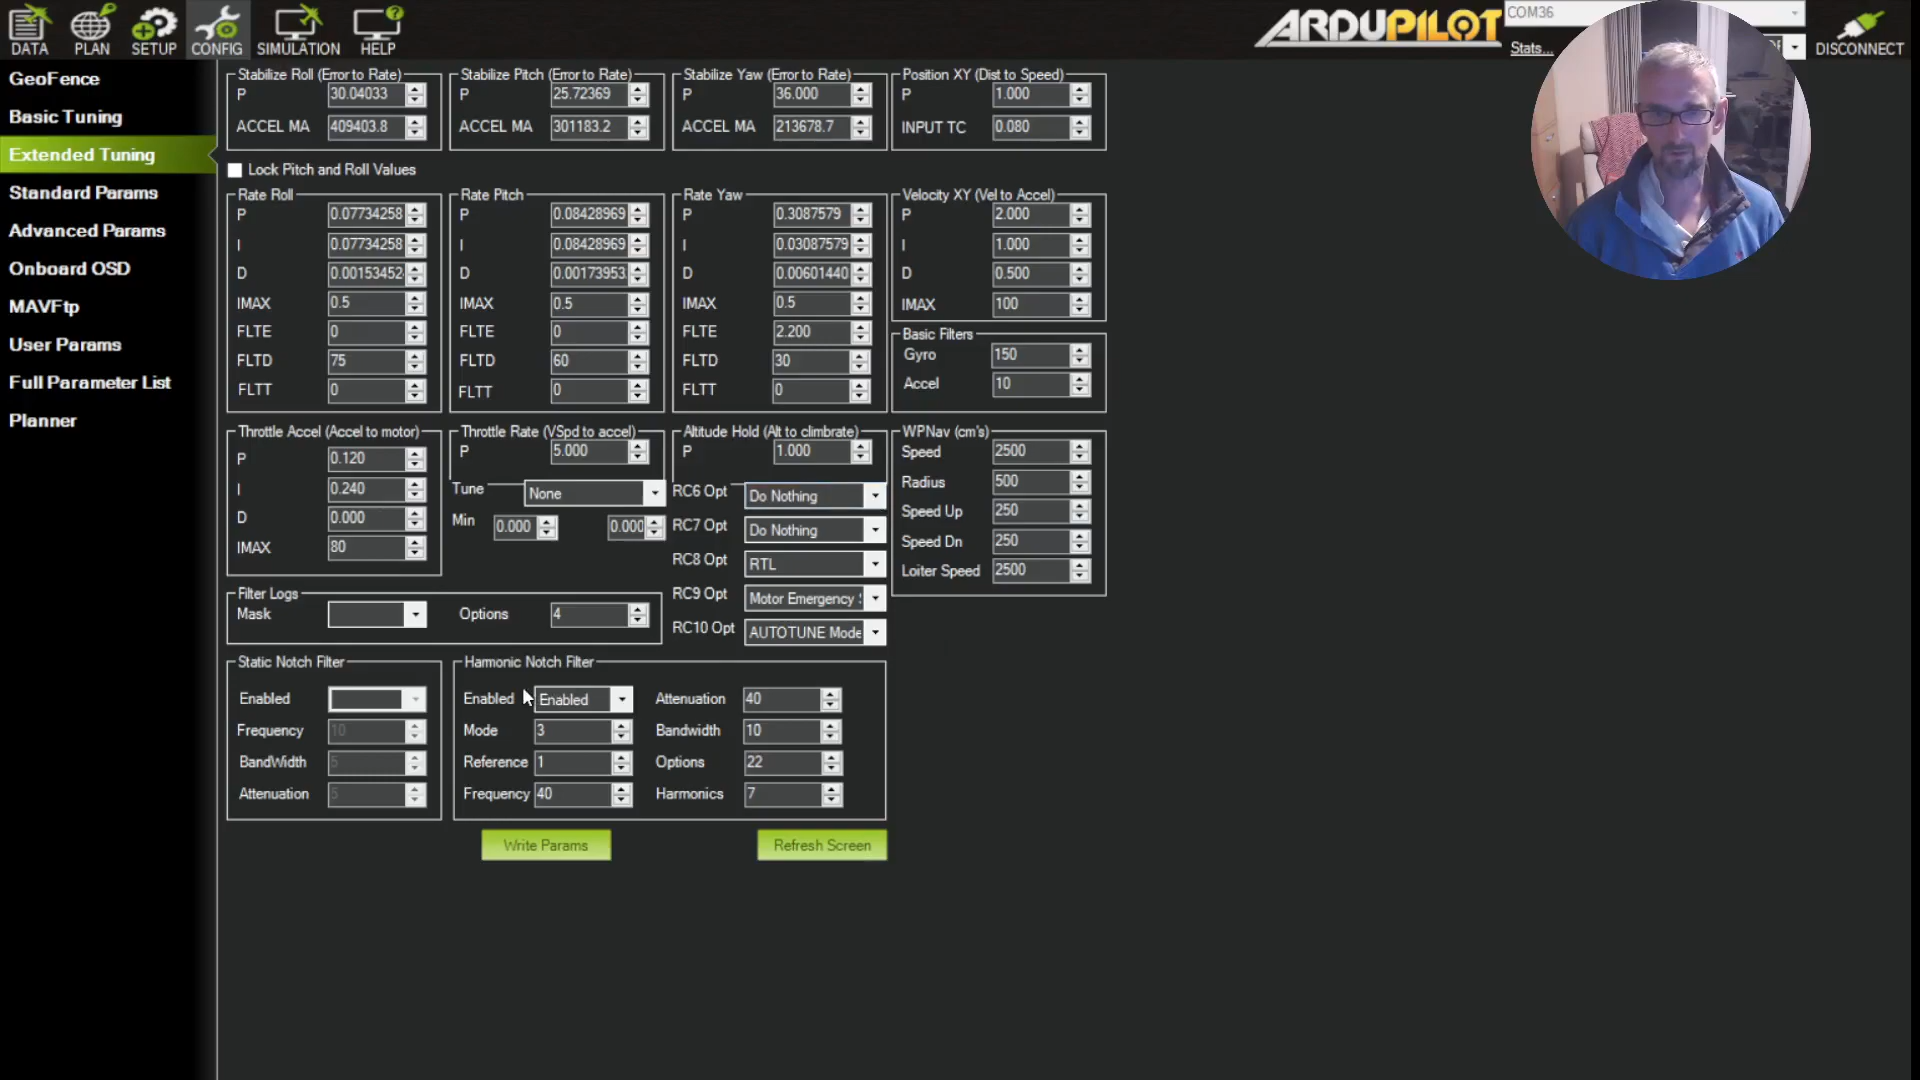 DATA PLAN SETUP CONFIG SIMULATION HELP
ARDUPILOT
COM36
Stats...
DISCONNECT
GeoFence
Basic Tuning
Extended Tuning
Standard Params
Advanced Params
Onboard OSD
MAVFtp
User Params
Full Parameter List
Planner
Stabilize Roll (Error to Rate)
P 30.04033
ACCEL MA 409403.8
Stabilize Pitch (Error to Rate)
P 25.72369
ACCEL MA 301183.2
Stabilize Yaw (Error to Rate)
P 36.000
ACCEL MA 213678.7
Position XY (Dist to Speed)
P 1.000
INPUT TC 0.080
Lock Pitch and Roll Values
Rate Roll
P 0.07734258
I 0.07734258
D 0.001534524
IMAX 0.5
FLTE 0
FLTD 75
FLTT 0
Rate Pitch
P 0.08428969
I 0.08428969
D 0.00173953
IMAX 0.5
FLTE 0
FLTD 60
FLTT 0
Rate Yaw
P 0.3087579
I 0.03087579
D 0.00601440
IMAX 0.5
FLTE 2.200
FLTD 30
FLTT 0
Velocity XY (Vel to Accel)
P 2.000
I 1.000
D 0.500
IMAX 100
Basic Filters
Gyro 150
Accel 10
Throttle Accel (Accel to motor)
P 0.120
I 0.240
D 0.000
IMAX 80
Throttle Rate (VSpd to accel)
P 5.000
Tune None
Min 0.000 0.000
Altitude Hold (Alt to climbrate)
P 1.000
RC6 Opt Do Nothing
RC7 Opt Do Nothing
RC8 Opt RTL
RC9 Opt Motor Emergency
RC10 Opt AUTOTUNE Mode
WPNav (cm's)
Speed 2500
Radius 500
Speed Up 250
Speed Dn 250
Loiter Speed 2500
Filter Logs
Mask Options 4
Static Notch Filter
Enabled
Frequency 10
BandWidth 5
Attenuation 5
Harmonic Notch Filter
Enabled Enabled Attenuation 40
Mode 3 Bandwidth 10
Reference 1 Options 22
Frequency 40 Harmonics 7
Write Params Refresh Screen